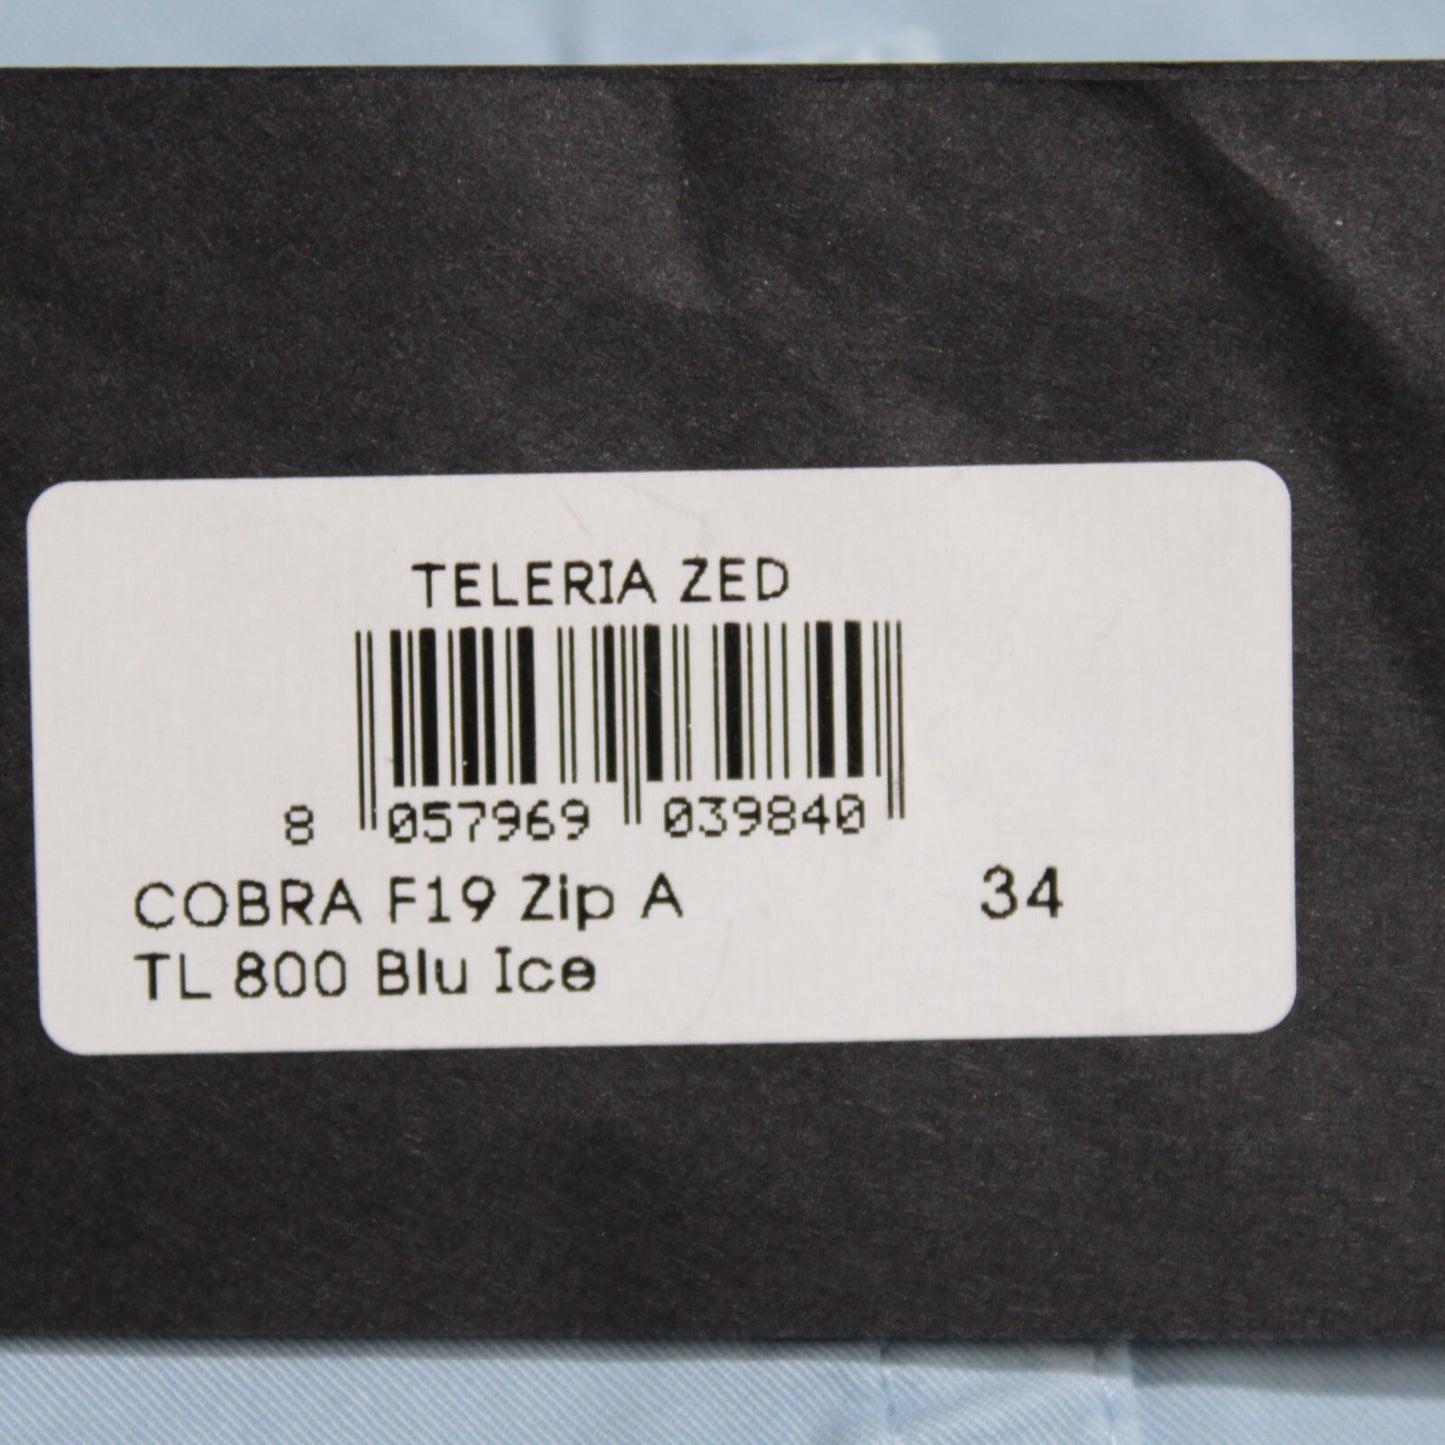 TELERIA ZED
8 057969 039840
COBRA F19 Zip A 34
TL 800 Blu Ice